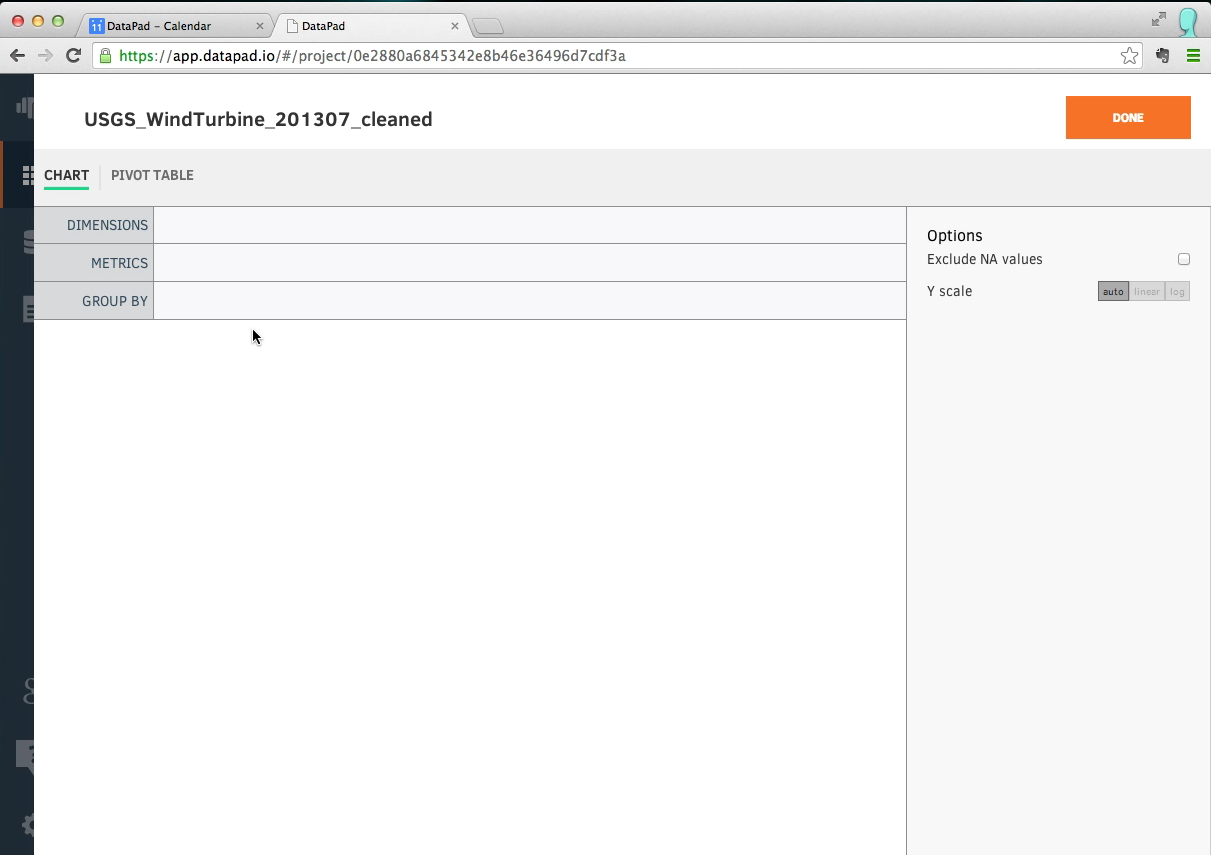 DataPad – Calendar
DataPad
https://app.datapad.io/#/project/0e2880a6845342e8b46e36496d7cdf3a
USGS_WindTurbine_201307_cleaned
DONE
CHART
PIVOT TABLE
DIMENSIONS
METRICS
GROUP BY
Options
Exclude NA values
Y scale
auto
linear
log